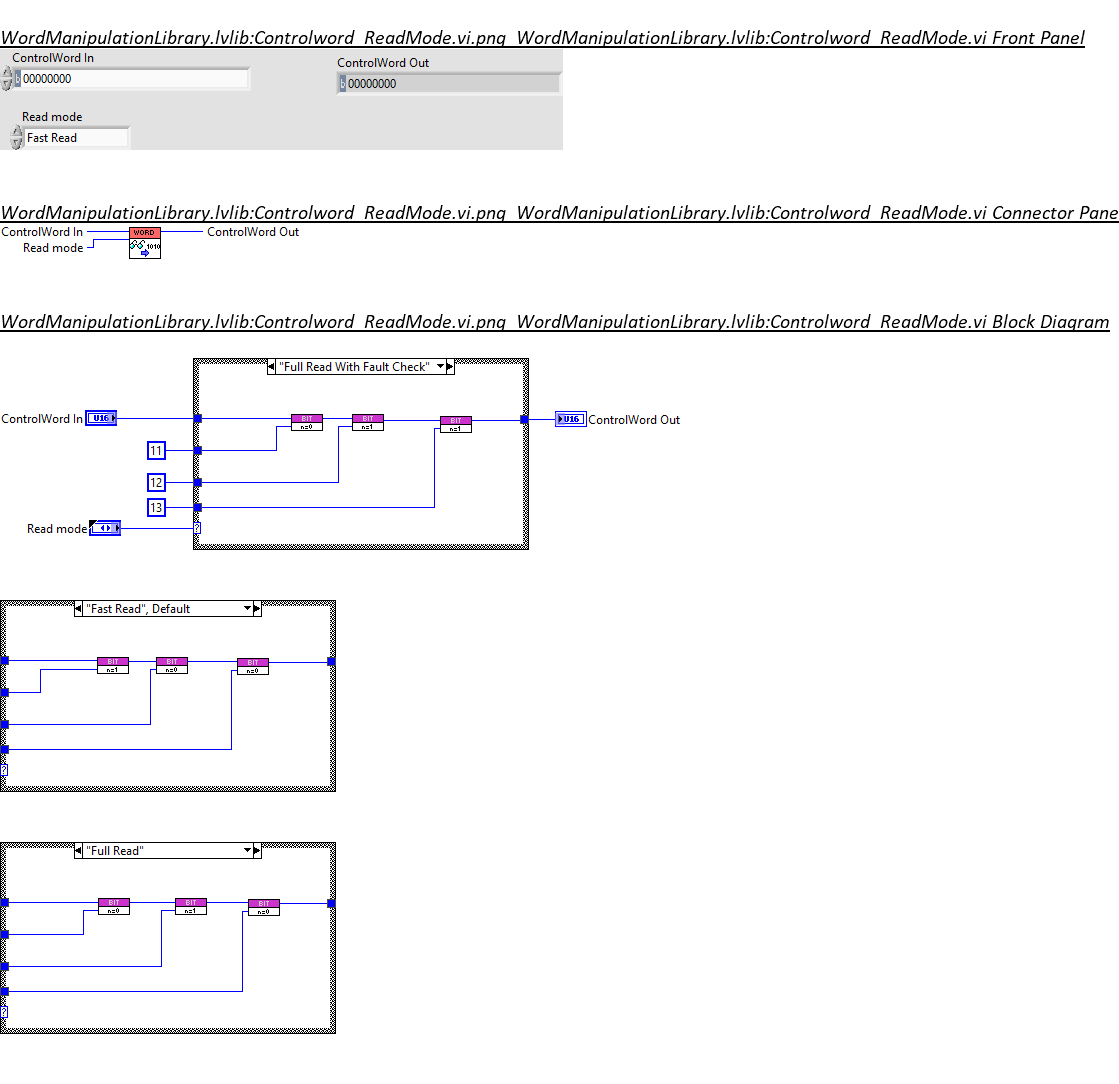 WordManipulationLibrary.lvlib:Controlword_ReadMode.vi.png_WordManipulationLibrary.lvlib:Controlword_ReadMode.vi Front Panel
ControlWord In
ControlWord Out
b 00000000
b 00000000
Read mode
Fast Read
WordManipulationLibrary.lvlib:Controlword_ReadMode.vi.png_WordManipulationLibrary.lvlib:Controlword_ReadMode.vi Connector Pane
ControlWord In
WORD
ControlWord Out
Read mode
1010
WordManipulationLibrary.lvlib:Controlword_ReadMode.vi.png_WordManipulationLibrary.lvlib:Controlword_ReadMode.vi Block Diagram
"Full Read With Fault Check"
ControlWord In
U16
BIT
n=0
BIT
n=1
BIT
n=1
U16
ControlWord Out
11
12
13
Read mode
?
"Fast Read", Default
BIT
n=1
BIT
n=0
BIT
n=0
?
"Full Read"
BIT
n=0
BIT
n=1
BIT
n=0
?